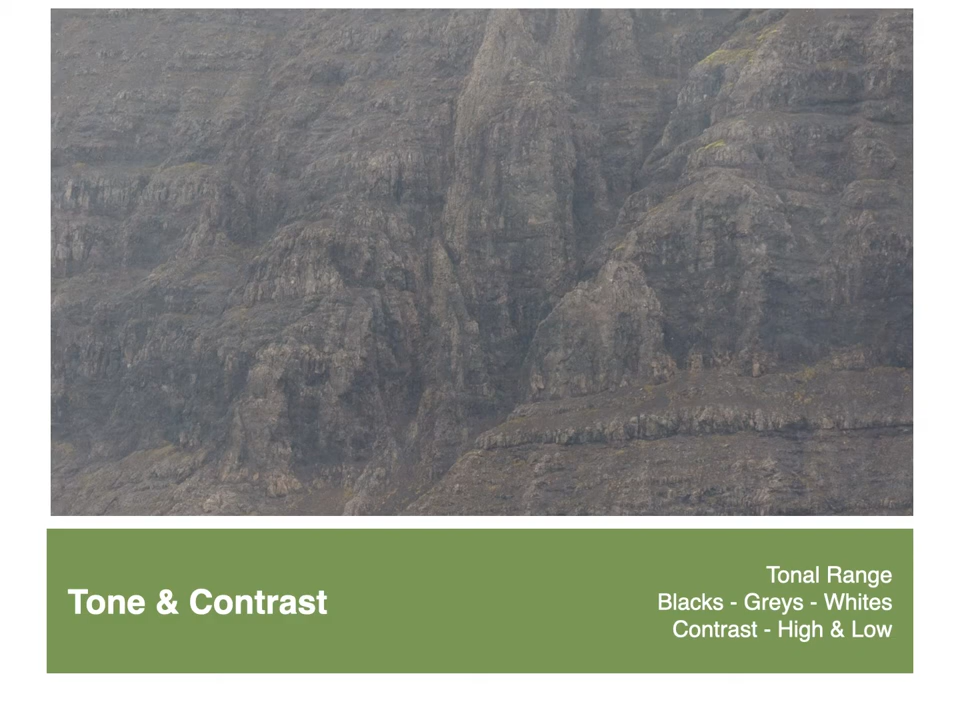 Tone & Contrast
Tonal Range
Blacks - Greys - Whites
Contrast - High & Low